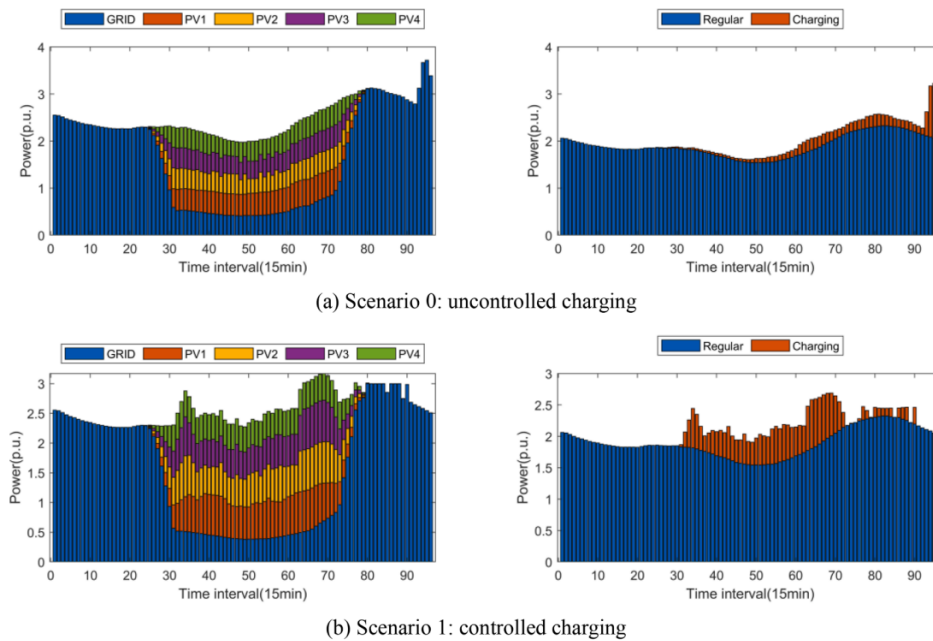 GRID PV1 PV2 PV3 PV4
Regular Charging
4
3
2
1
0
Power(p.u.)
0 10 20 30 40 50 60 70 80 90
Time interval(15min)
4
3
2
1
0
Power(p.u.)
0 10 20 30 40 50 60 70 80 90
Time interval(15min)
(a) Scenario 0: uncontrolled charging
GRID PV1 PV2 PV3 PV4
Regular Charging
3
2.5
2
1.5
1
0.5
0
Power(p.u.)
0 10 20 30 40 50 60 70 80 90
Time interval(15min)
3
2.5
2
1.5
1
0.5
0
Power(p.u.)
0 10 20 30 40 50 60 70 80 90
Time interval(15min)
(b) Scenario 1: controlled charging